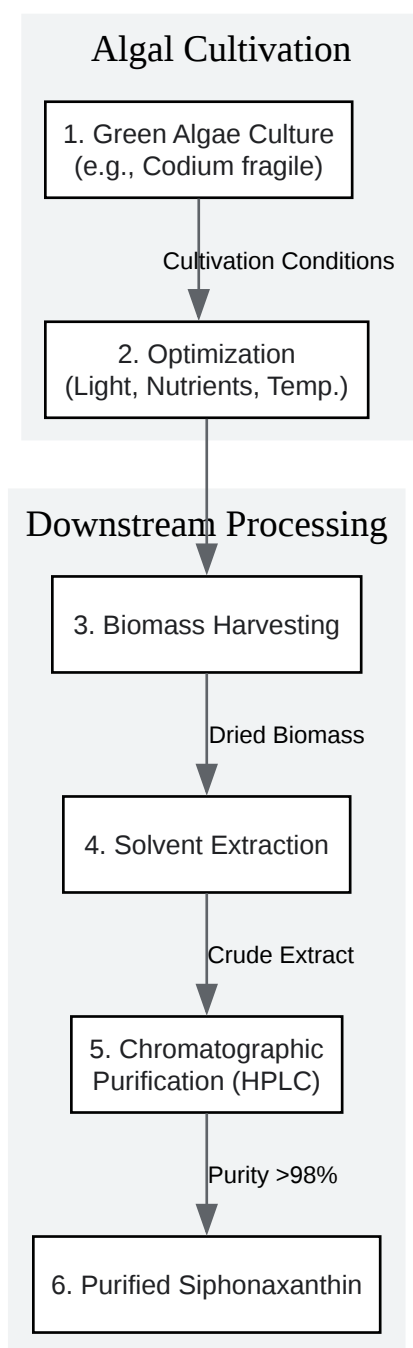 Algal Cultivation
1. Green Algae Culture
(e.g., Codium fragile)
Cultivation Conditions
2. Optimization
(Light, Nutrients, Temp.)
Downstream Processing
3. Biomass Harvesting
Dried Biomass
4. Solvent Extraction
Crude Extract
5. Chromatographic
Purification (HPLC)
Purity >98%
6. Purified Siphonaxanthin